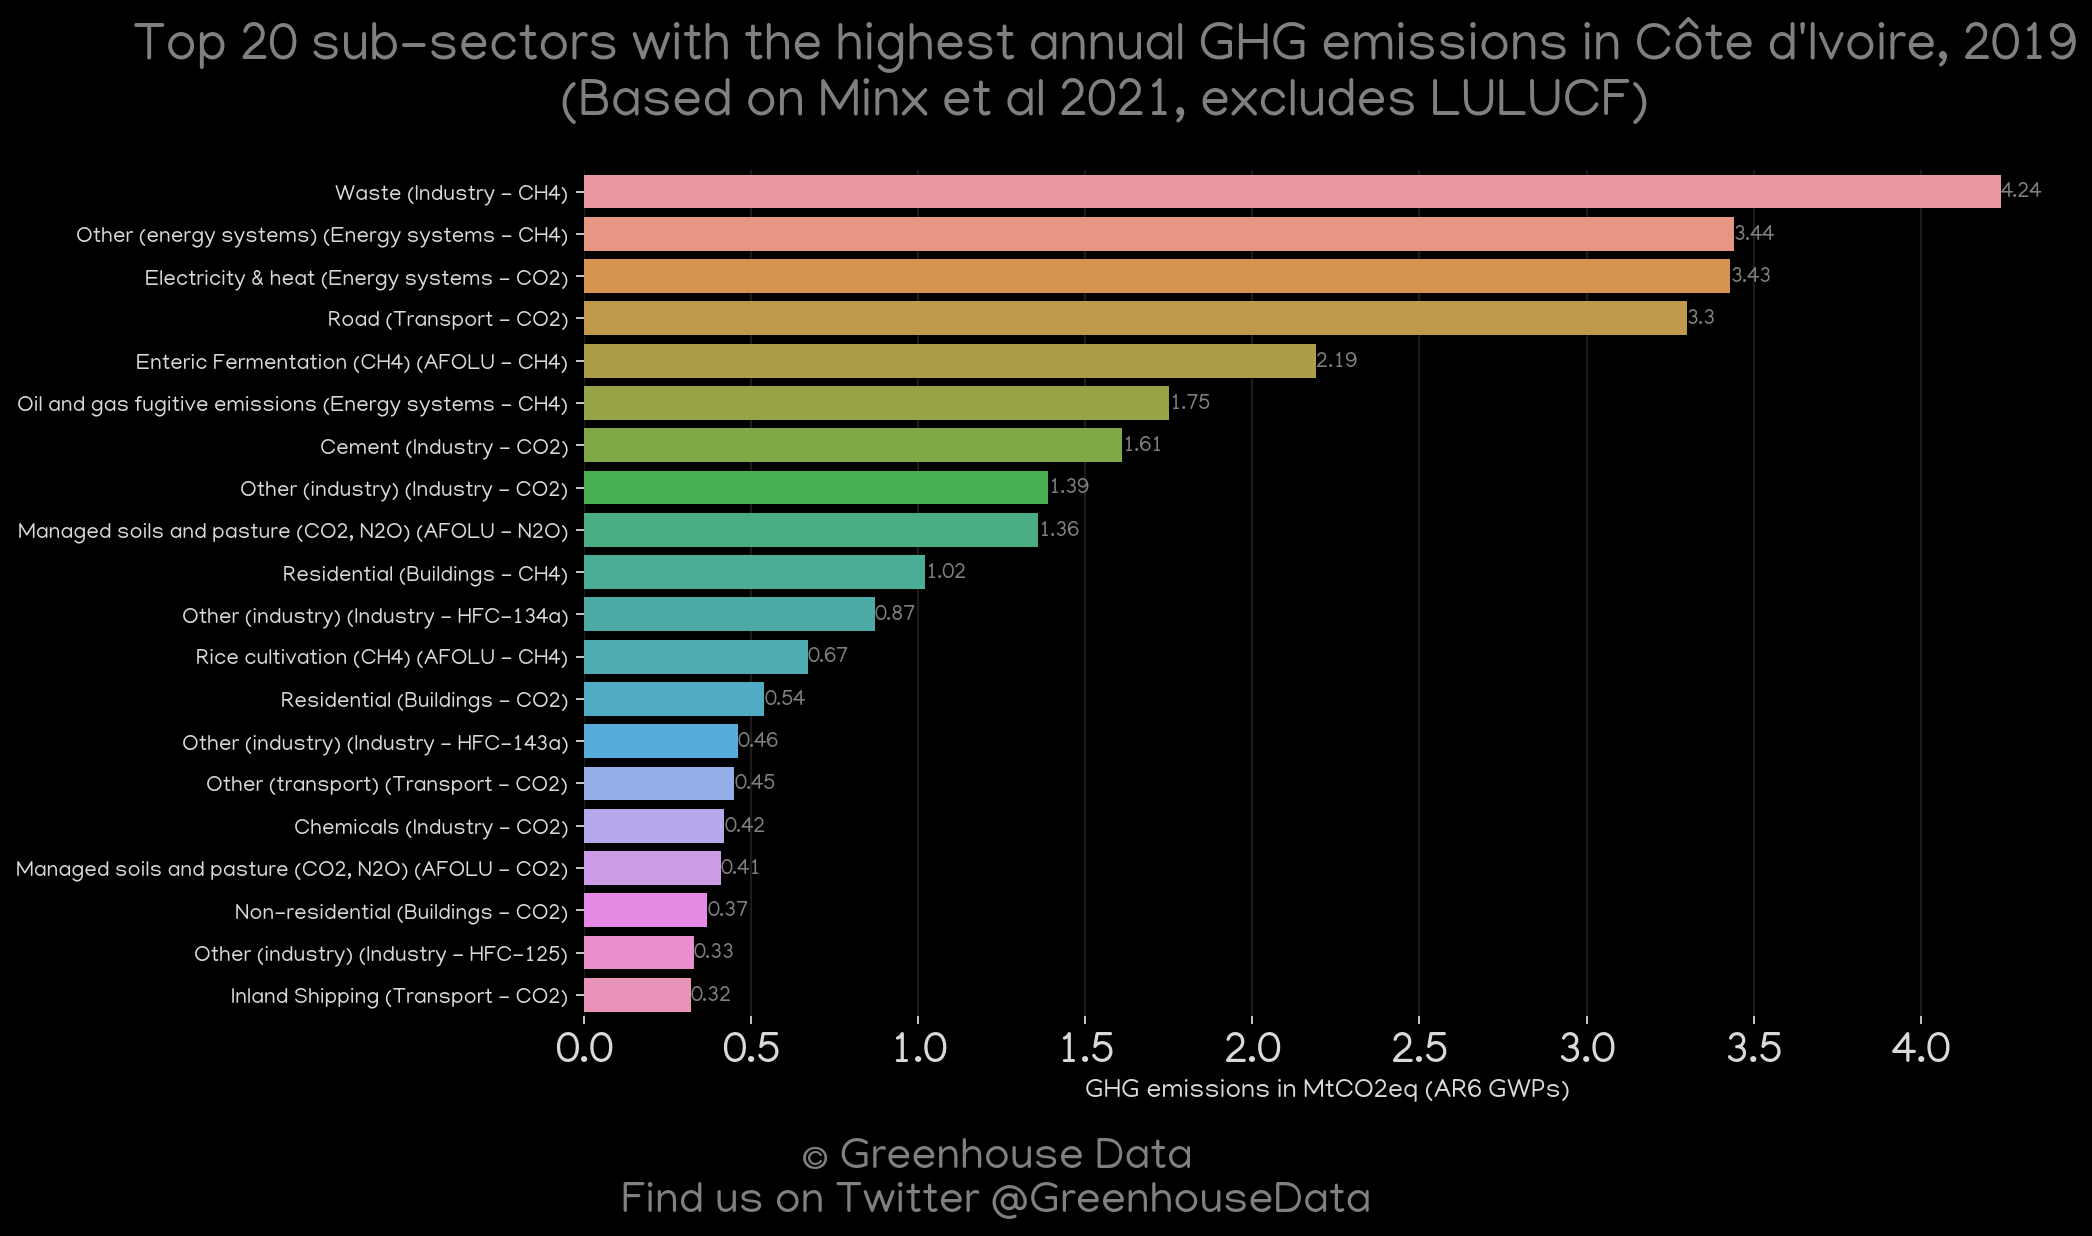 Top 20 sub-sectors with the highest annual GHG emissions in Côte d'Ivoire, 2019
(Based on Minx et al 2021, excludes LULUCF)
Waste (Industry - CH4) 4.24
Other (energy systems) (Energy systems - CH4) 3.44
Electricity & heat (Energy systems - CO2) 3.43
Road (Transport - CO2) 3.3
Enteric Fermentation (CH4) (AFOLU - CH4) 2.19
Oil and gas fugitive emissions (Energy systems - CH4) 1.75
Cement (Industry - CO2) 1.61
Other (industry) (Industry - CO2) 1.39
Managed soils and pasture (CO2, N2O) (AFOLU - N2O) 1.36
Residential (Buildings - CH4) 1.02
Other (industry) (Industry - HFC-134a) 0.87
Rice cultivation (CH4) (AFOLU - CH4) 0.67
Residential (Buildings - CO2) 0.54
Other (industry) (Industry - HFC-143a) 0.46
Other (transport) (Transport - CO2) 0.45
Chemicals (Industry - CO2) 0.42
Managed soils and pasture (CO2, N2O) (AFOLU - CO2) 0.41
Non-residential (Buildings - CO2) 0.37
Other (industry) (Industry - HFC-125) 0.33
Inland Shipping (Transport - CO2) 0.32
0.0 0.5 1.0 1.5 2.0 2.5 3.0 3.5 4.0
GHG emissions in MtCO2eq (AR6 GWPs)
© Greenhouse Data
Find us on Twitter @GreenhouseData